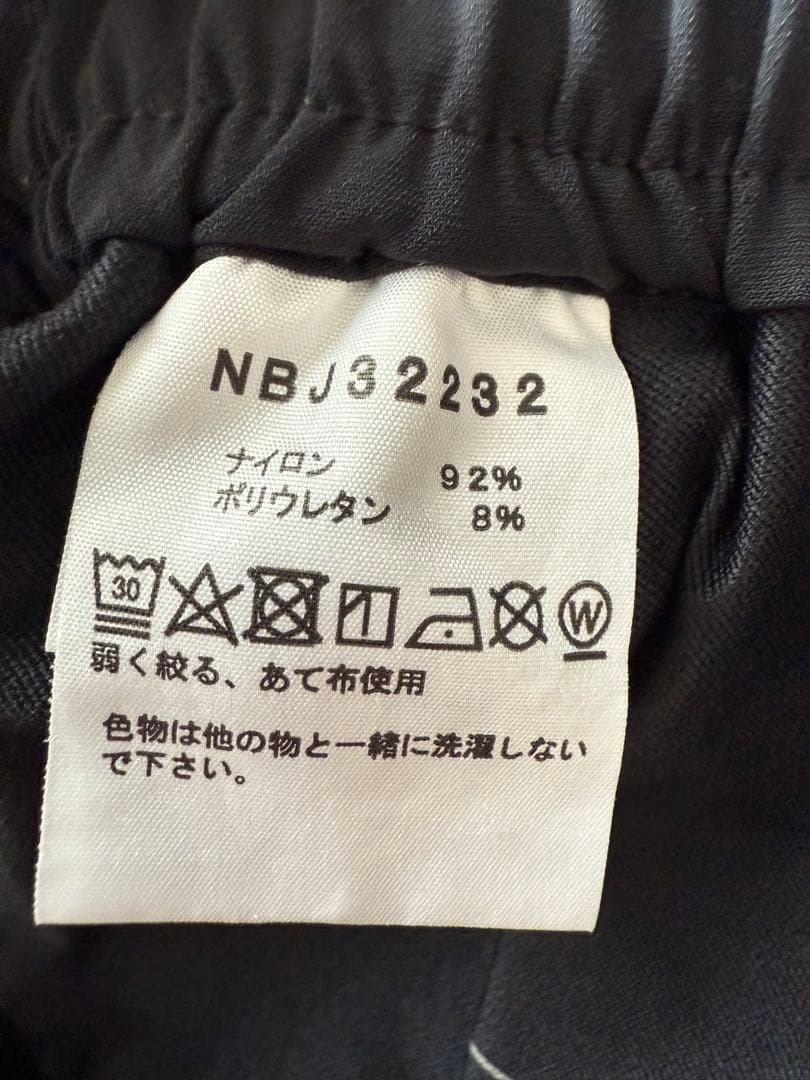 NBJ32232
ナイロン 92%
ポリウレタン 8%
30 W
弱く絞る、あて布使用
色物は他の物と一緒に洗濯しない
で下さい。